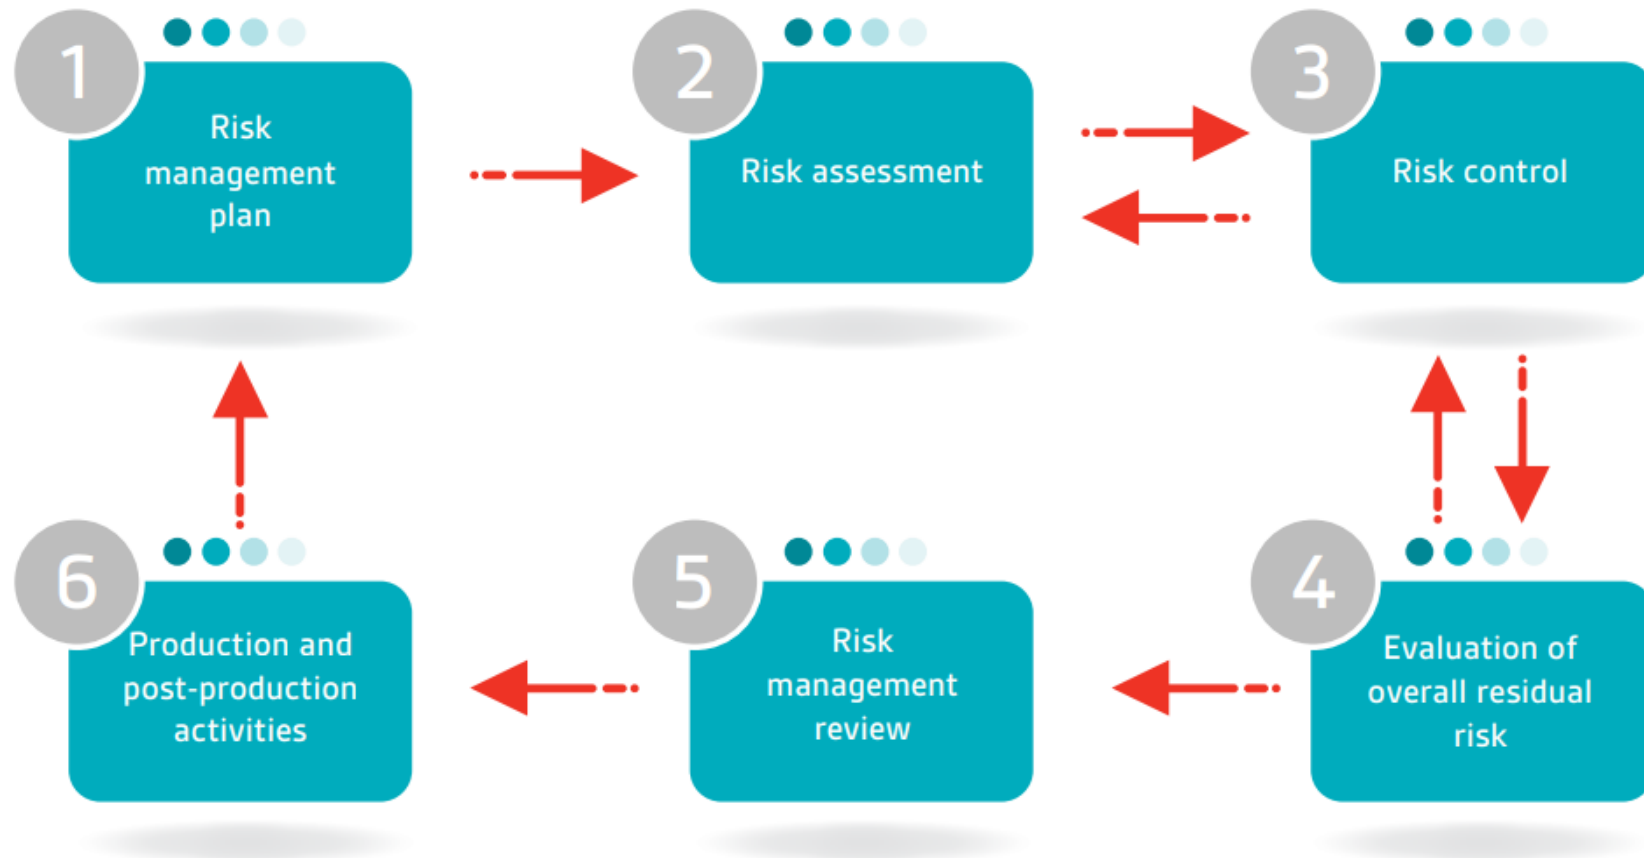 1
Risk
management
plan
2
Risk assessment
3
Risk control
6
Production and
post-production
activities
5
Risk
management
review
4
Evaluation of
overall residual
risk